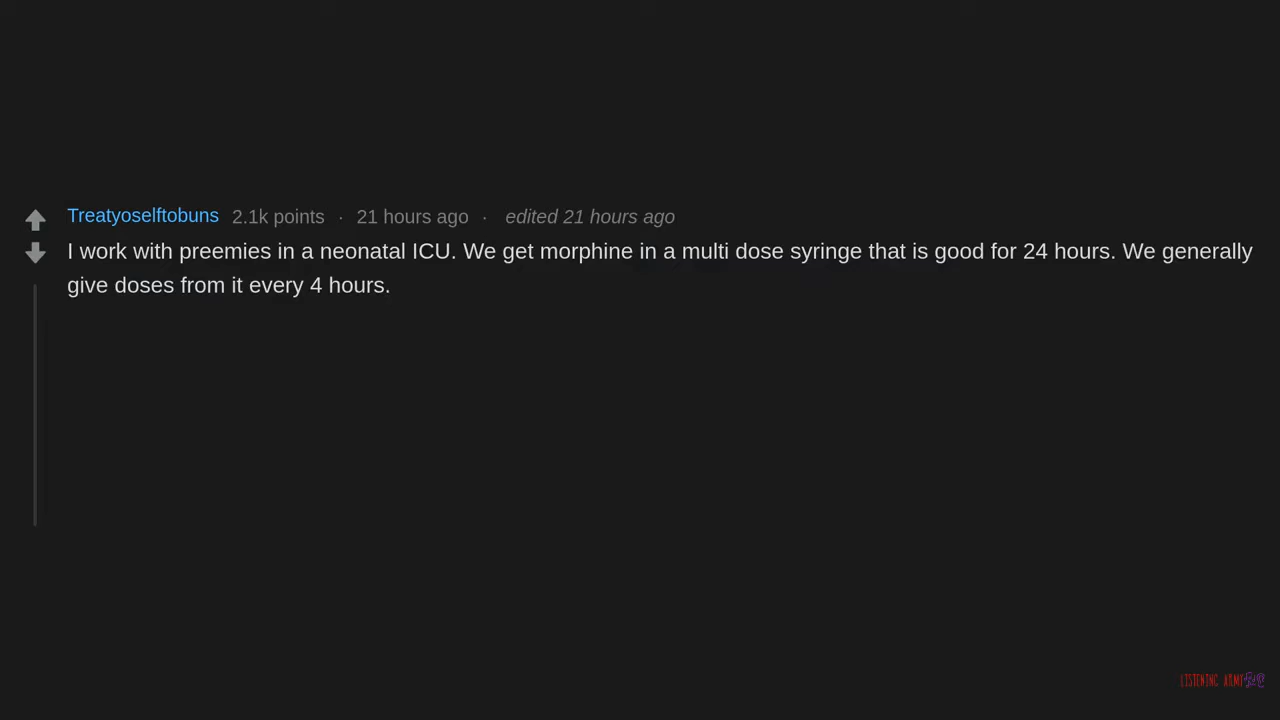 Treatyoselftobuns 2.1k points · 21 hours ago · edited 21 hours ago
I work with preemies in a neonatal ICU. We get morphine in a multi dose syringe that is good for 24 hours. We generally
give doses from it every 4 hours.
LISTENING ARMY